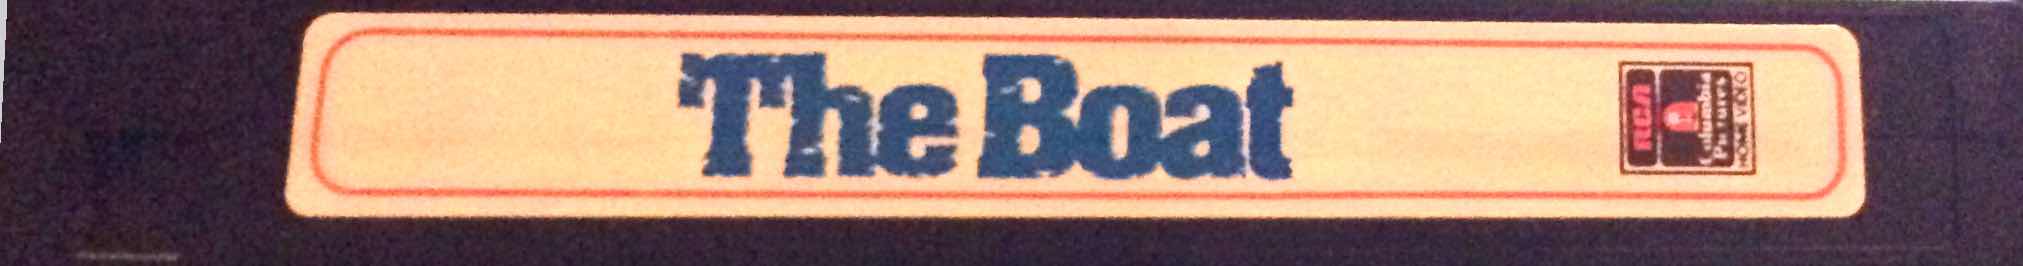 The Boat
RCA
Columbia
Pictures
HOME VIDEO